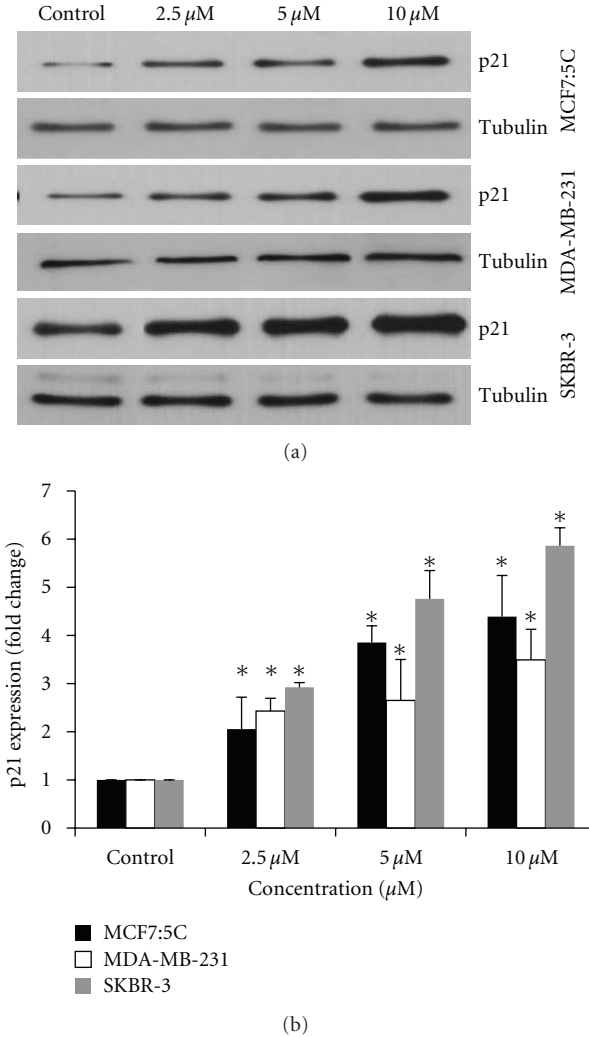 Control 2.5 µM 5 µM 10 µM
p21
Tubulin
MCF7:5C
p21
Tubulin
MDA-MB-231
p21
Tubulin
SKBR-3
(a)
p21 expression (fold change)
7
6
5
4
3
2
1
0
* * *
* * *
* * *
Control 2.5 µM 5 µM 10 µM
Concentration (µM)
MCF7:5C
MDA-MB-231
SKBR-3
(b)